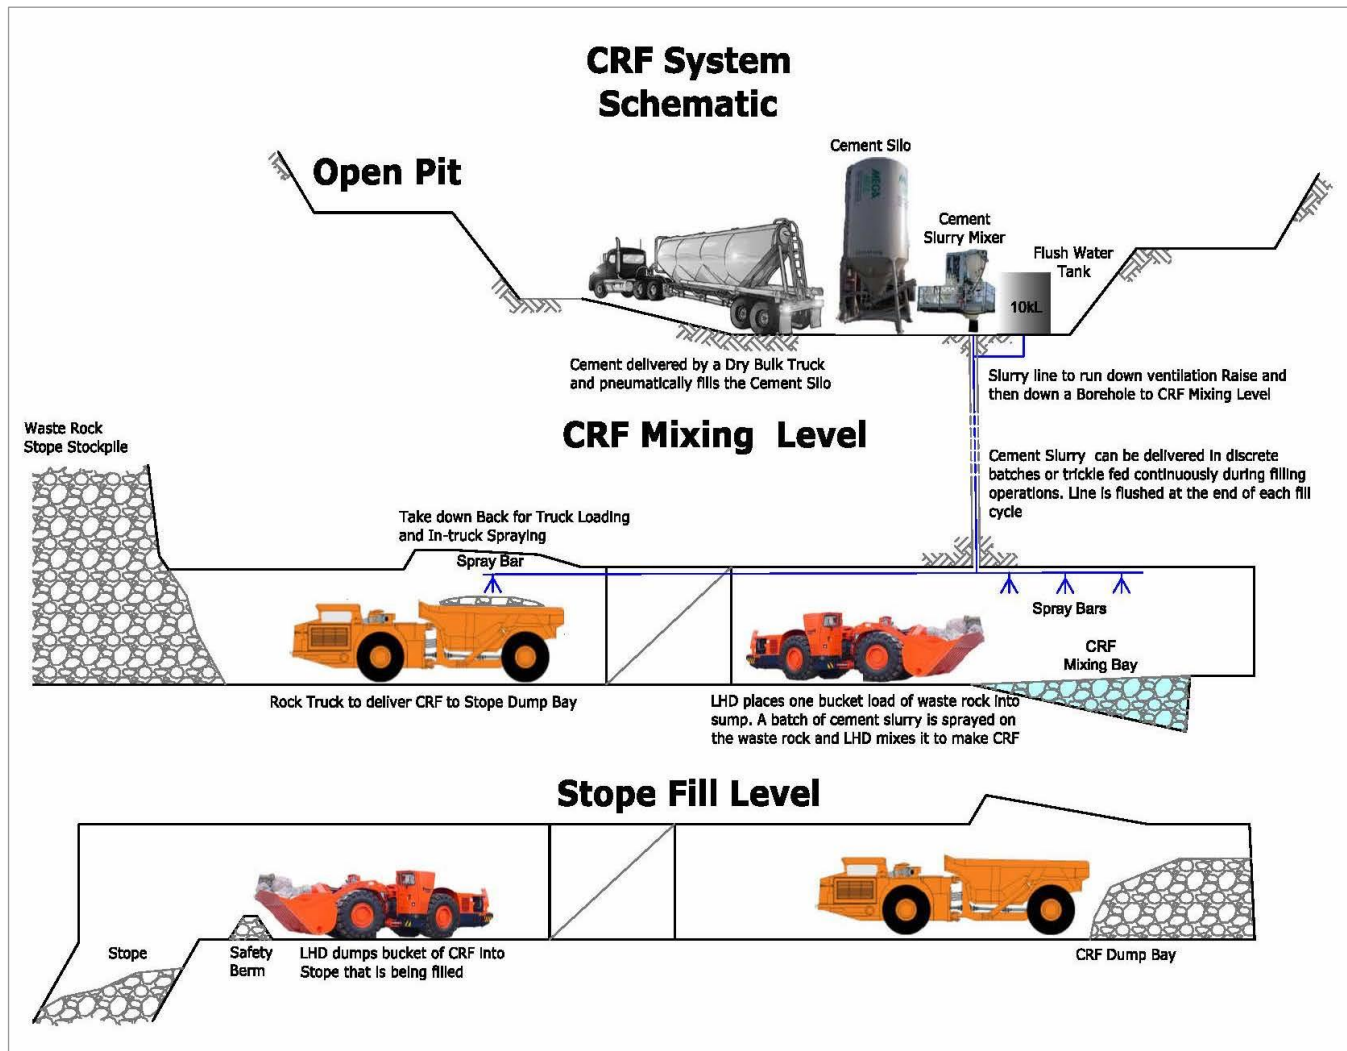 CRF System
Schematic
Open Pit
Cement Silo
MEGA
Cement
Slurry Mixer
Flush Water
Tank
10kL
Cement delivered by a Dry Bulk Truck
and pneumatically fills the Cement Silo
Slurry line to run down ventilation Raise and
then down a Borehole to CRF Mixing Level
CRF Mixing Level
Waste Rock
Stope Stockpile
Cement Slurry can be delivered in discrete
batches or trickle fed continuously during filling
operations. Line is flushed at the end of each fill
cycle
Take down Back for Truck Loading
and In-truck Spraying
Spray Bar
Spray Bars
CRF
Mixing Bay
Rock Truck to deliver CRF to Stope Dump Bay
LHD places one bucket load of waste rock into
sump. A batch of cement slurry is sprayed on
the waste rock and LHD mixes it to make CRF
Stope Fill Level
Stope
Safety
Berm
LHD dumps bucket of CRF into
Stope that is being filled
CRF Dump Bay